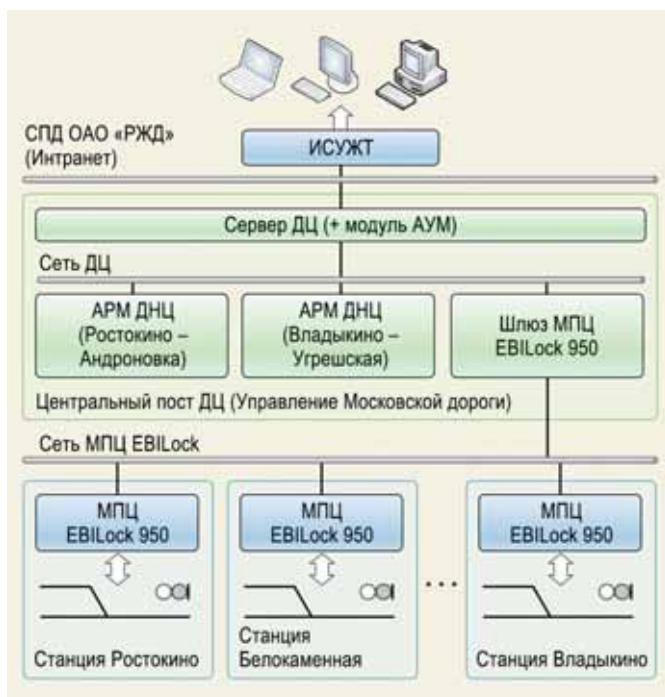 СПД ОАО «РЖД»
(Интранет)
ИСУЖТ
Сервер ДЦ (+ модуль АУМ)
Сеть ДЦ
АРМ ДНЦ
(Ростокино –
Андроновка)
АРМ ДНЦ
(Владыкино –
Угрешская)
Шлюз МПЦ
EBILock 950
Центральный пост ДЦ (Управление Московской дороги)
Сеть МПЦ EBILock
МПЦ
EBILock 950
МПЦ
EBILock 950
МПЦ
EBILock 950
...
Станция Ростокино
Станция
Белокаменная
Станция Владыкино